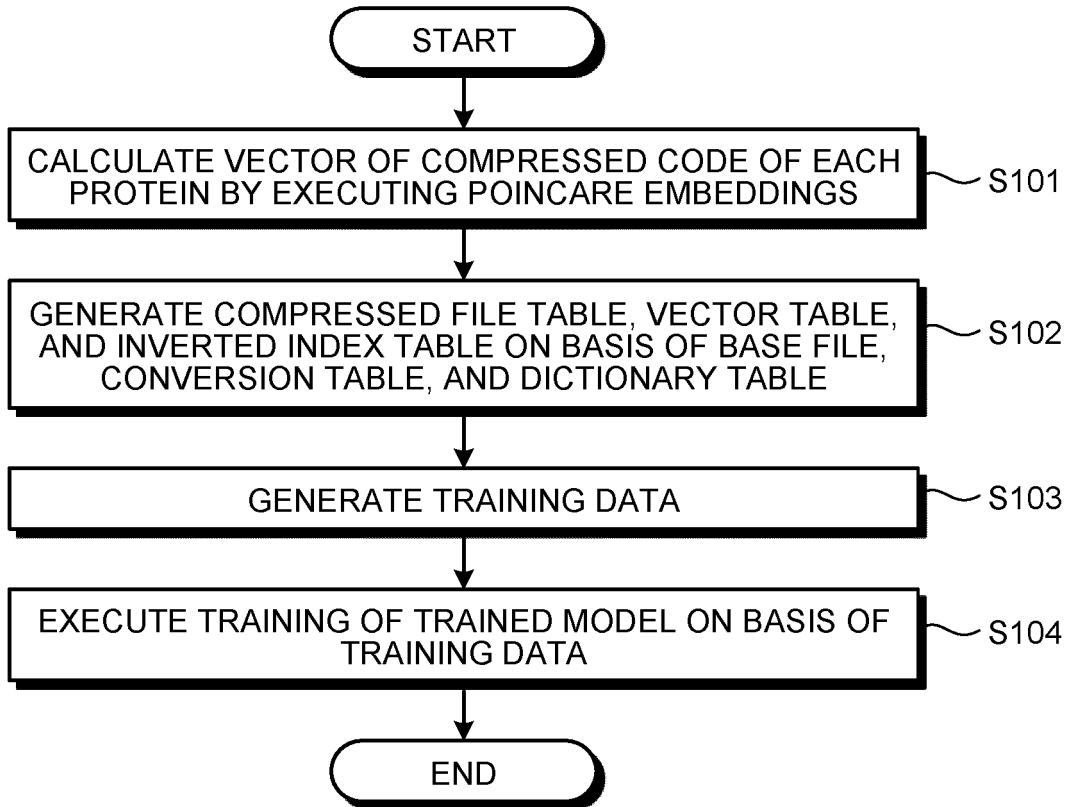 START
CALCULATE VECTOR OF COMPRESSED CODE OF EACH
PROTEIN BY EXECUTING POINCARE EMBEDDINGS
S101
GENERATE COMPRESSED FILE TABLE, VECTOR TABLE,
AND INVERTED INDEX TABLE ON BASIS OF BASE FILE,
CONVERSION TABLE, AND DICTIONARY TABLE
S102
GENERATE TRAINING DATA
S103
EXECUTE TRAINING OF TRAINED MODEL ON BASIS OF
TRAINING DATA
S104
END